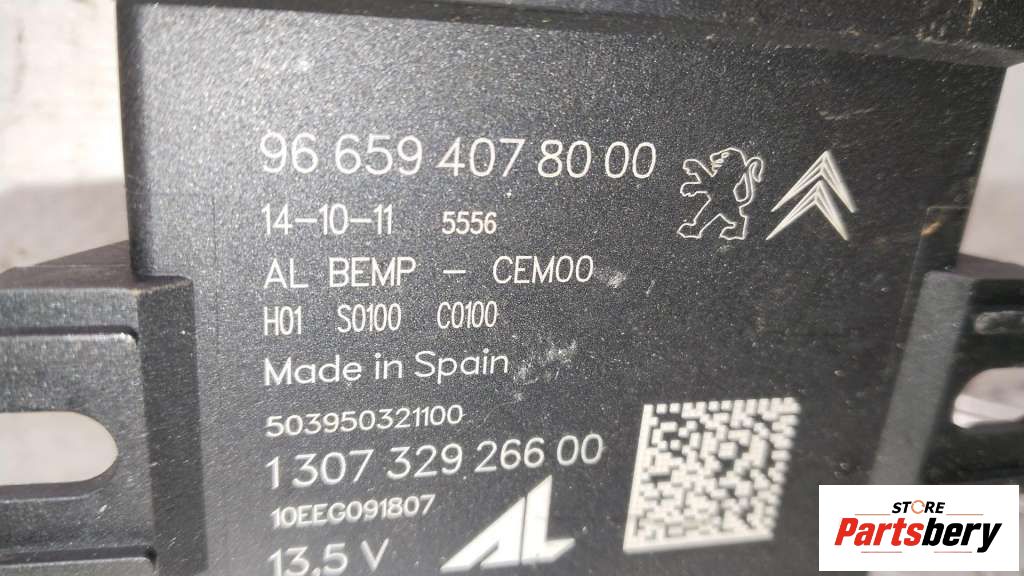 96 659 407 80 00
14-10-11 5556
AL BEMP - CEM00
H01 S0100 C0100
Made in Spain
503950321100
1 307 329 266 00
10EEG091807
13,5 V AL
STORE
Partsbery